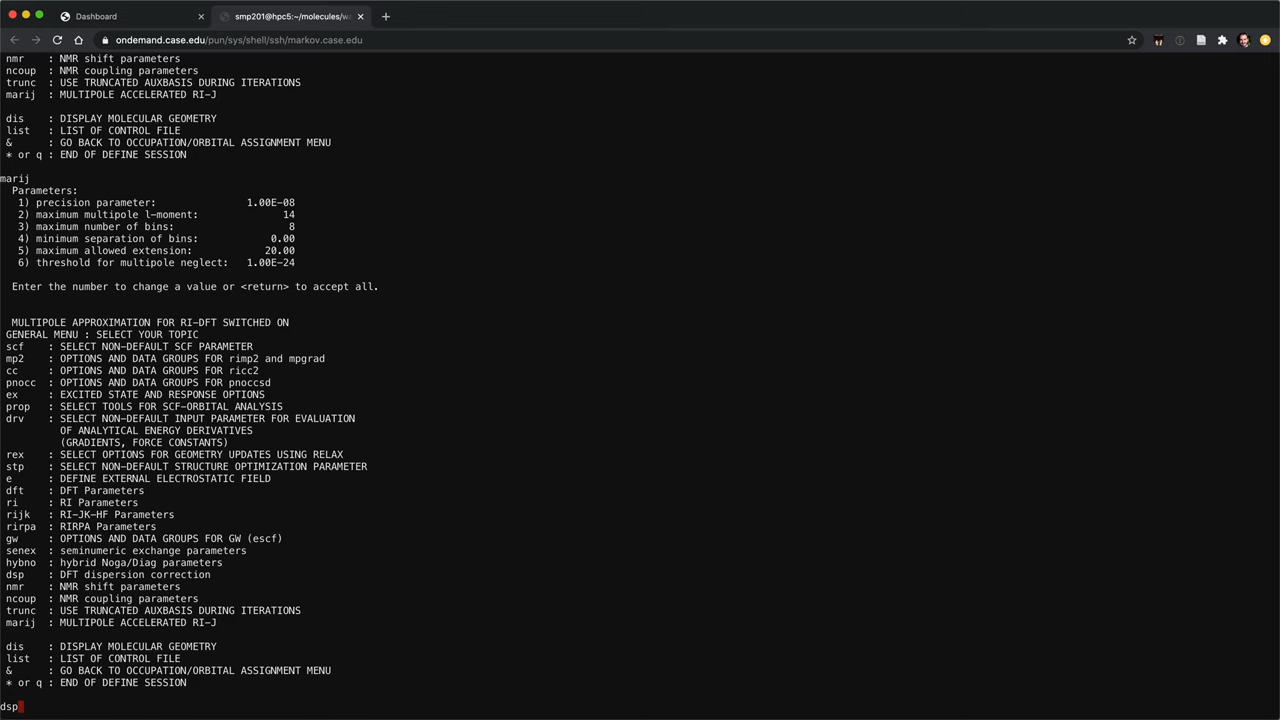 Dashboard
smp201@hpc5:~/molecules/wa
ondemand.case.edu/pun/sys/shell/ssh/markov.case.edu
nmr : NMR shift parameters
ncoup : NMR coupling parameters
trunc : USE TRUNCATED AUXBASIS DURING ITERATIONS
marij : MULTIPOLE ACCELERATED RI-J
dis : DISPLAY MOLECULAR GEOMETRY
list : LIST OF CONTROL FILE
& : GO BACK TO OCCUPATION/ORBITAL ASSIGNMENT MENU
* or q : END OF DEFINE SESSION
marij
Parameters:
1) precision parameter: 1.00E-08
2) maximum multipole l-moment: 14
3) maximum number of bins: 8
4) minimum separation of bins: 0.00
5) maximum allowed extension: 20.00
6) threshold for multipole neglect: 1.00E-24
Enter the number to change a value or <return> to accept all.
MULTIPOLE APPROXIMATION FOR RI-DFT SWITCHED ON
GENERAL MENU : SELECT YOUR TOPIC
scf : SELECT NON-DEFAULT SCF PARAMETER
mp2 : OPTIONS AND DATA GROUPS FOR rimp2 and mpgrad
cc : OPTIONS AND DATA GROUPS FOR ricc2
pnocc : OPTIONS AND DATA GROUPS FOR pnoccsd
ex : EXCITED STATE AND RESPONSE OPTIONS
prop : SELECT TOOLS FOR SCF-ORBITAL ANALYSIS
drv : SELECT NON-DEFAULT INPUT PARAMETER FOR EVALUATION
OF ANALYTICAL ENERGY DERIVATIVES
(GRADIENTS, FORCE CONSTANTS)
rex : SELECT OPTIONS FOR GEOMETRY UPDATES USING RELAX
stp : SELECT NON-DEFAULT STRUCTURE OPTIMIZATION PARAMETER
e : DEFINE EXTERNAL ELECTROSTATIC FIELD
dft : DFT Parameters
ri : RI Parameters
rijk : RI-JK-HF Parameters
rirpa : RIRPA Parameters
gw : OPTIONS AND DATA GROUPS FOR GW (escf)
senex : seminumeric exchange parameters
hybno : hybrid Noga/Diag parameters
dsp : DFT dispersion correction
nmr : NMR shift parameters
ncoup : NMR coupling parameters
trunc : USE TRUNCATED AUXBASIS DURING ITERATIONS
marij : MULTIPOLE ACCELERATED RI-J
dis : DISPLAY MOLECULAR GEOMETRY
list : LIST OF CONTROL FILE
& : GO BACK TO OCCUPATION/ORBITAL ASSIGNMENT MENU
* or q : END OF DEFINE SESSION
dsp